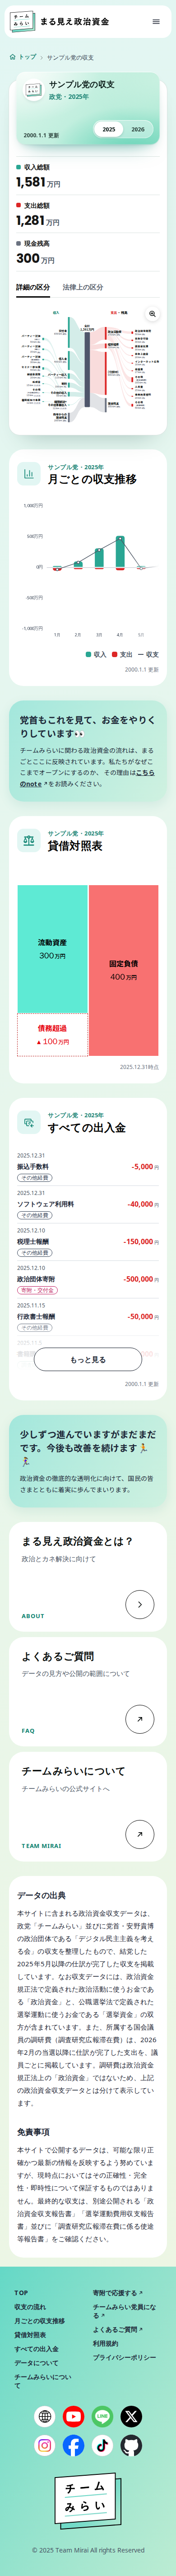 チーム
みらい
まる見え政治資金
トップ
サンプル党の収支
サンプル党の収支
政党・2025年
2000.1.1 更新
2025
2026
収入総額
1,581 万円
支出総額
1,281 万円
現金残高
300 万円
詳細の区分
法律上の区分
サンプル党・2025年
月ごとの収支推移
1,000万円
500万円
0円
-500万円
-1,000万円
1月
2月
3月
4月
5月
収入
支出
収支
2000.1.1 更新
党首もこれを見て、お金をやりく
りしています👀
チームみらいに関わる政治資金の流れは、まる
ごとここに反映されています。私たちがなぜこ
こまでオープンにするのか、 その理由はこちら
のnote
をお読みください。
サンプル党・2025年
貸借対照表
流動資産
300万円
固定負債
400万円
債務超過
▲ 100万円
2025.12.31時点
サンプル党・2025年
すべての出入金
2025.12.31
振込手数料
-5,000 円
その他経費
2025.12.31
ソフトウェア利用料
-40,000 円
その他経費
2025.12.10
税理士報酬
-150,000 円
その他経費
2025.12.10
政治団体寄附
-500,000 円
寄附・交付金
2025.11.15
行政書士報酬
-50,000 円
その他経費
もっと見る
2000.1.1 更新
少しずつ進んでいますがまだまだ
です。今後も改善を続けます🏃
🏃‍♀️
政治資金の徹底的な透明化に向けて、国民の皆
さまとともに着実に歩んでまいります。
まる見え政治資金とは？
政治とカネ解決に向けて
ABOUT
よくあるご質問
データの見方や公開の範囲について
FAQ
チームみらいについて
チームみらいの公式サイトへ
TEAM MIRAI
データの出典
本サイトに含まれる政治資金収支データは、
政党「チームみらい」並びに党首・安野貴博
の政治団体である「デジタル民主主義を考え
る会」の収支を整理したもので、結党した
2025年5月以降の仕訳が完了した収支を掲載
しています。なお収支データには、政治資金
規正法で定義された政治活動に使うお金であ
る「政治資金」と、公職選挙法で定義された
選挙運動に使うお金である「選挙資金」の双
方が含まれています。また、所属する国会議
員の調研費（調査研究広報滞在費）は、2026
年2月の当選以降に仕訳が完了した支出を、議
員ごとに掲載しています。調研費は政治資金
規正法上の「政治資金」ではないため、上記
の政治資金収支データとは分けて表示してい
ます。
免責事項
本サイトで公開するデータは、可能な限り正
確かつ最新の情報を反映するよう努めていま
すが、現時点においてはその正確性・完全
性・即時性について保証するものではありま
せん。最終的な収支は、別途公開される「政
治資金収支報告書」「選挙運動費用収支報告
書」並びに「調査研究広報滞在費に係る使途
等報告書」をご確認ください。
TOP
収支の流れ
月ごとの収支推移
貸借対照表
すべての出入金
データについて
チームみらいについ
て
寄附で応援する
チームみらい党員にな
る
よくあるご質問
利用規約
プライバシーポリシー
LINE
チーム
みらい
© 2025 Team Mirai All rights Received